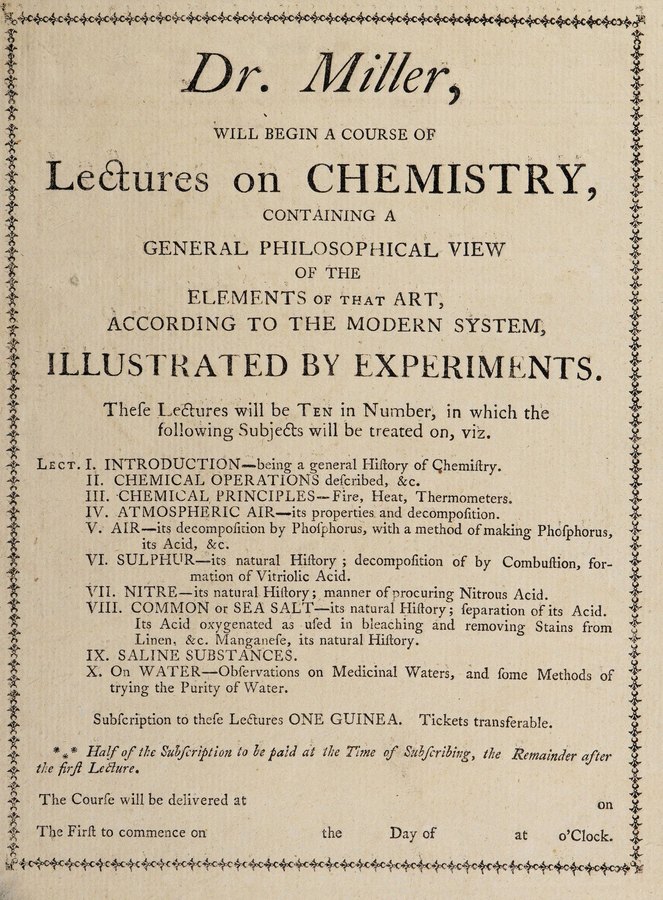 Dr. Miller,
WILL BEGIN A COURSE OF
Lectures on CHEMISTRY,
CONTAINING A
GENERAL PHILOSOPHICAL VIEW
OF THE
ELEMENTS OF THAT ART,
ACCORDING TO THE MODERN SYSTEM,
ILLUSTRATED BY EXPERIMENTS.
Theſe Lectures will be TEN in Number, in which the
following Subjects will be treated on, viz.
LECT. I. INTRODUCTION—being a general Hiſtory of Chemiſtry.
II. CHEMICAL OPERATIONS deſcribed, &c.
III. CHEMICAL PRINCIPLES—Fire, Heat, Thermometers.
IV. ATMOSPHERIC AIR—its properties and decompoſition.
V. AIR—its decompoſition by Phoſphorus, with a method of making Phoſphorus,
its Acid, &c.
VI. SULPHUR—its natural Hiſtory; decompoſition of by Combuſtion, for-
mation of Vitriolic Acid.
VII. NITRE—its natural Hiſtory; manner of procuring Nitrous Acid.
VIII. COMMON or SEA SALT—its natural Hiſtory; ſeparation of its Acid.
Its Acid oxygenated as uſed in bleaching and removing Stains from
Linen, &c. Manganeſe, its natural Hiſtory.
IX. SALINE SUBSTANCES.
X. On WATER—Obſervations on Medicinal Waters, and ſome Methods of
trying the Purity of Water.
Subſcription to theſe Lectures ONE GUINEA. Tickets transferable.
*⁎* Half of the Subſcription to be paid at the Time of Subſcribing, the Remainder after
the firſt Lecture.
The Courſe will be delivered at on
The Firſt to commence on the Day of at o'Clock.